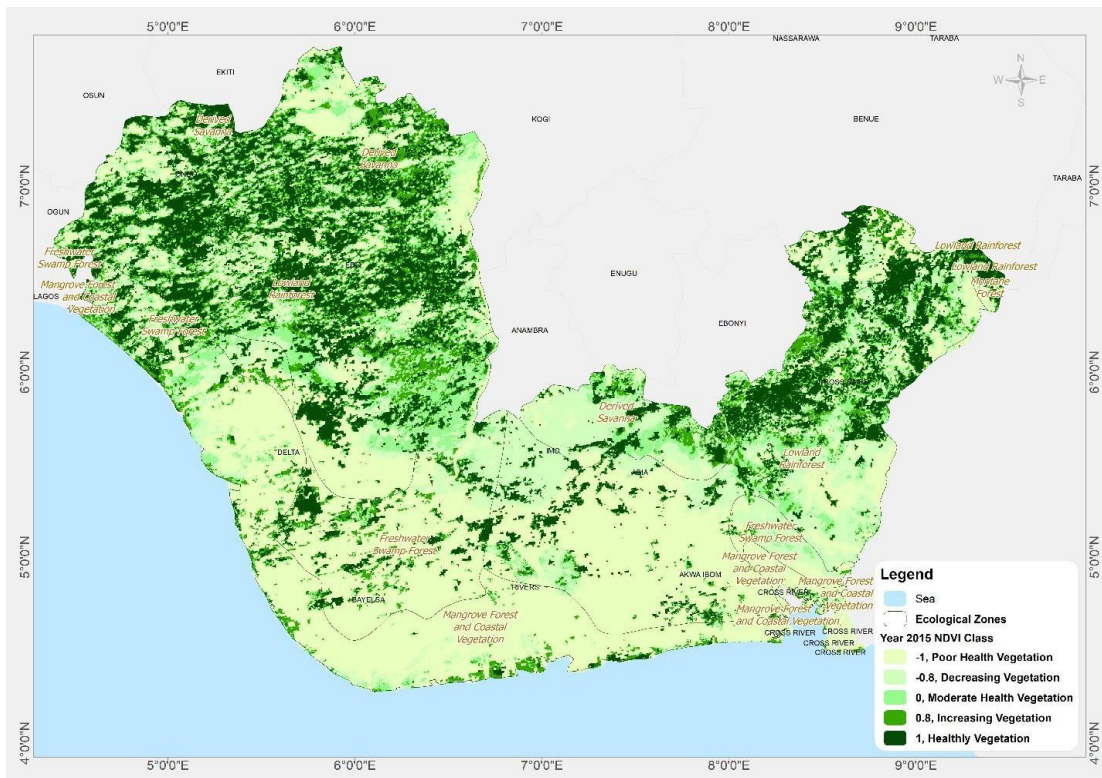 5°0'0"E 6°0'0"E 7°0'0"E 8°0'0"E 9°0'0"E
NASSARAWA
TARABA
N
W E
S
EKITI
OSUN
KOGI
BENUE
Derived
Savanna
Derived
Savanna
TARABA
7°0'0"N
7°0'0"N
OGUN
Freshwater
Swamp Forest
Lowland Rainforest
Lowland Rainforest
Montane
Forest
Mangrove Forest
and Coastal
Vegetation
LAGOS
ENUGU
Lowland
Rainforest
Freshwater
Swamp Forest
ANAMBRA
EBONYI
6°0'0"N
6°0'0"N
CROSS RIVER
Derived
Savanna
DELTA
IMO
ABIA
Lowland
Rainforest
5°0'0"N
5°0'0"N
Freshwater
Swamp Forest
Freshwater
Swamp Forest
Mangrove Forest
and Coastal
Vegetation
AKWA IBOM
RIVERS
BAYELSA
CROSS RIVER
Mangrove Forest
and Coastal
Vegetation
Mangrove Forest
and Coastal
Vegetation
Mangrove Forest
and Coastal Vegetation
CROSS RIVER
CROSS RIVER
CROSS RIVER
CROSS RIVER
Legend
Sea
Ecological Zones
Year 2015 NDVI Class
-1, Poor Health Vegetation
-0.8, Decreasing Vegetation
0, Moderate Health Vegetation
0.8, Increasing Vegetation
1, Healthly Vegetation
4°0'0"N
4°0'0"N
5°0'0"E 6°0'0"E 7°0'0"E 8°0'0"E 9°0'0"E